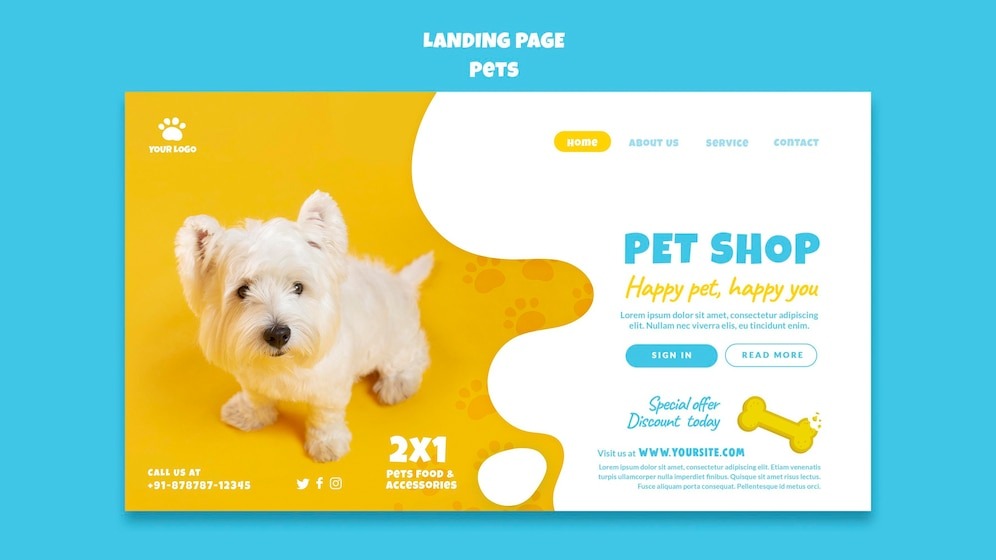 LANDING PAGE
PETS
YOUR LOGO
HOME
ABOUT US
SERVICE
CONTACT
PET SHOP
Happy pet, happy you
Lorem ipsum dolor sit amet, consectetur adipiscing
elit. Nullam nec viverra elis, eu tincidunt enim.
SIGN IN
READ MORE
Special offer
Discount today
2X1
PETS FOOD &
ACCESSORIES
CALL US AT
+91-878787-12345
Visit us at WWW.YOURSITE.COM
Lorem ipsum dolor sit amet, consectetur adipiscing elit. Etiam venenatis
turpis ullamcorper nulla mattis imperdiet finibus. Quisque sit amet dolor est.
Fusce aliquam porta consequat. Pellentesque id metus orci.